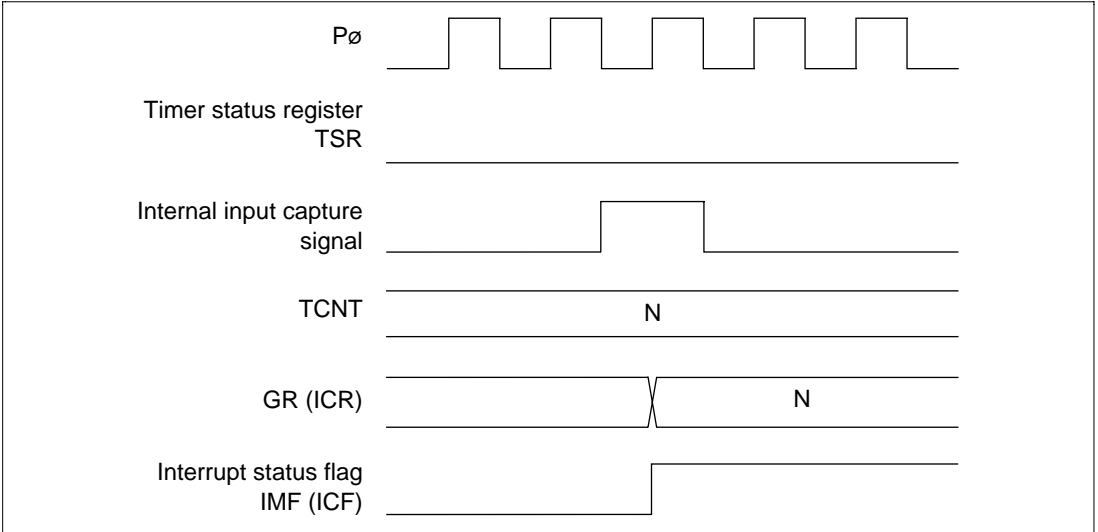 Pø
Timer status register
TSR
Internal input capture
signal
TCNT
N
GR (ICR)
N
Interrupt status flag
IMF (ICF)